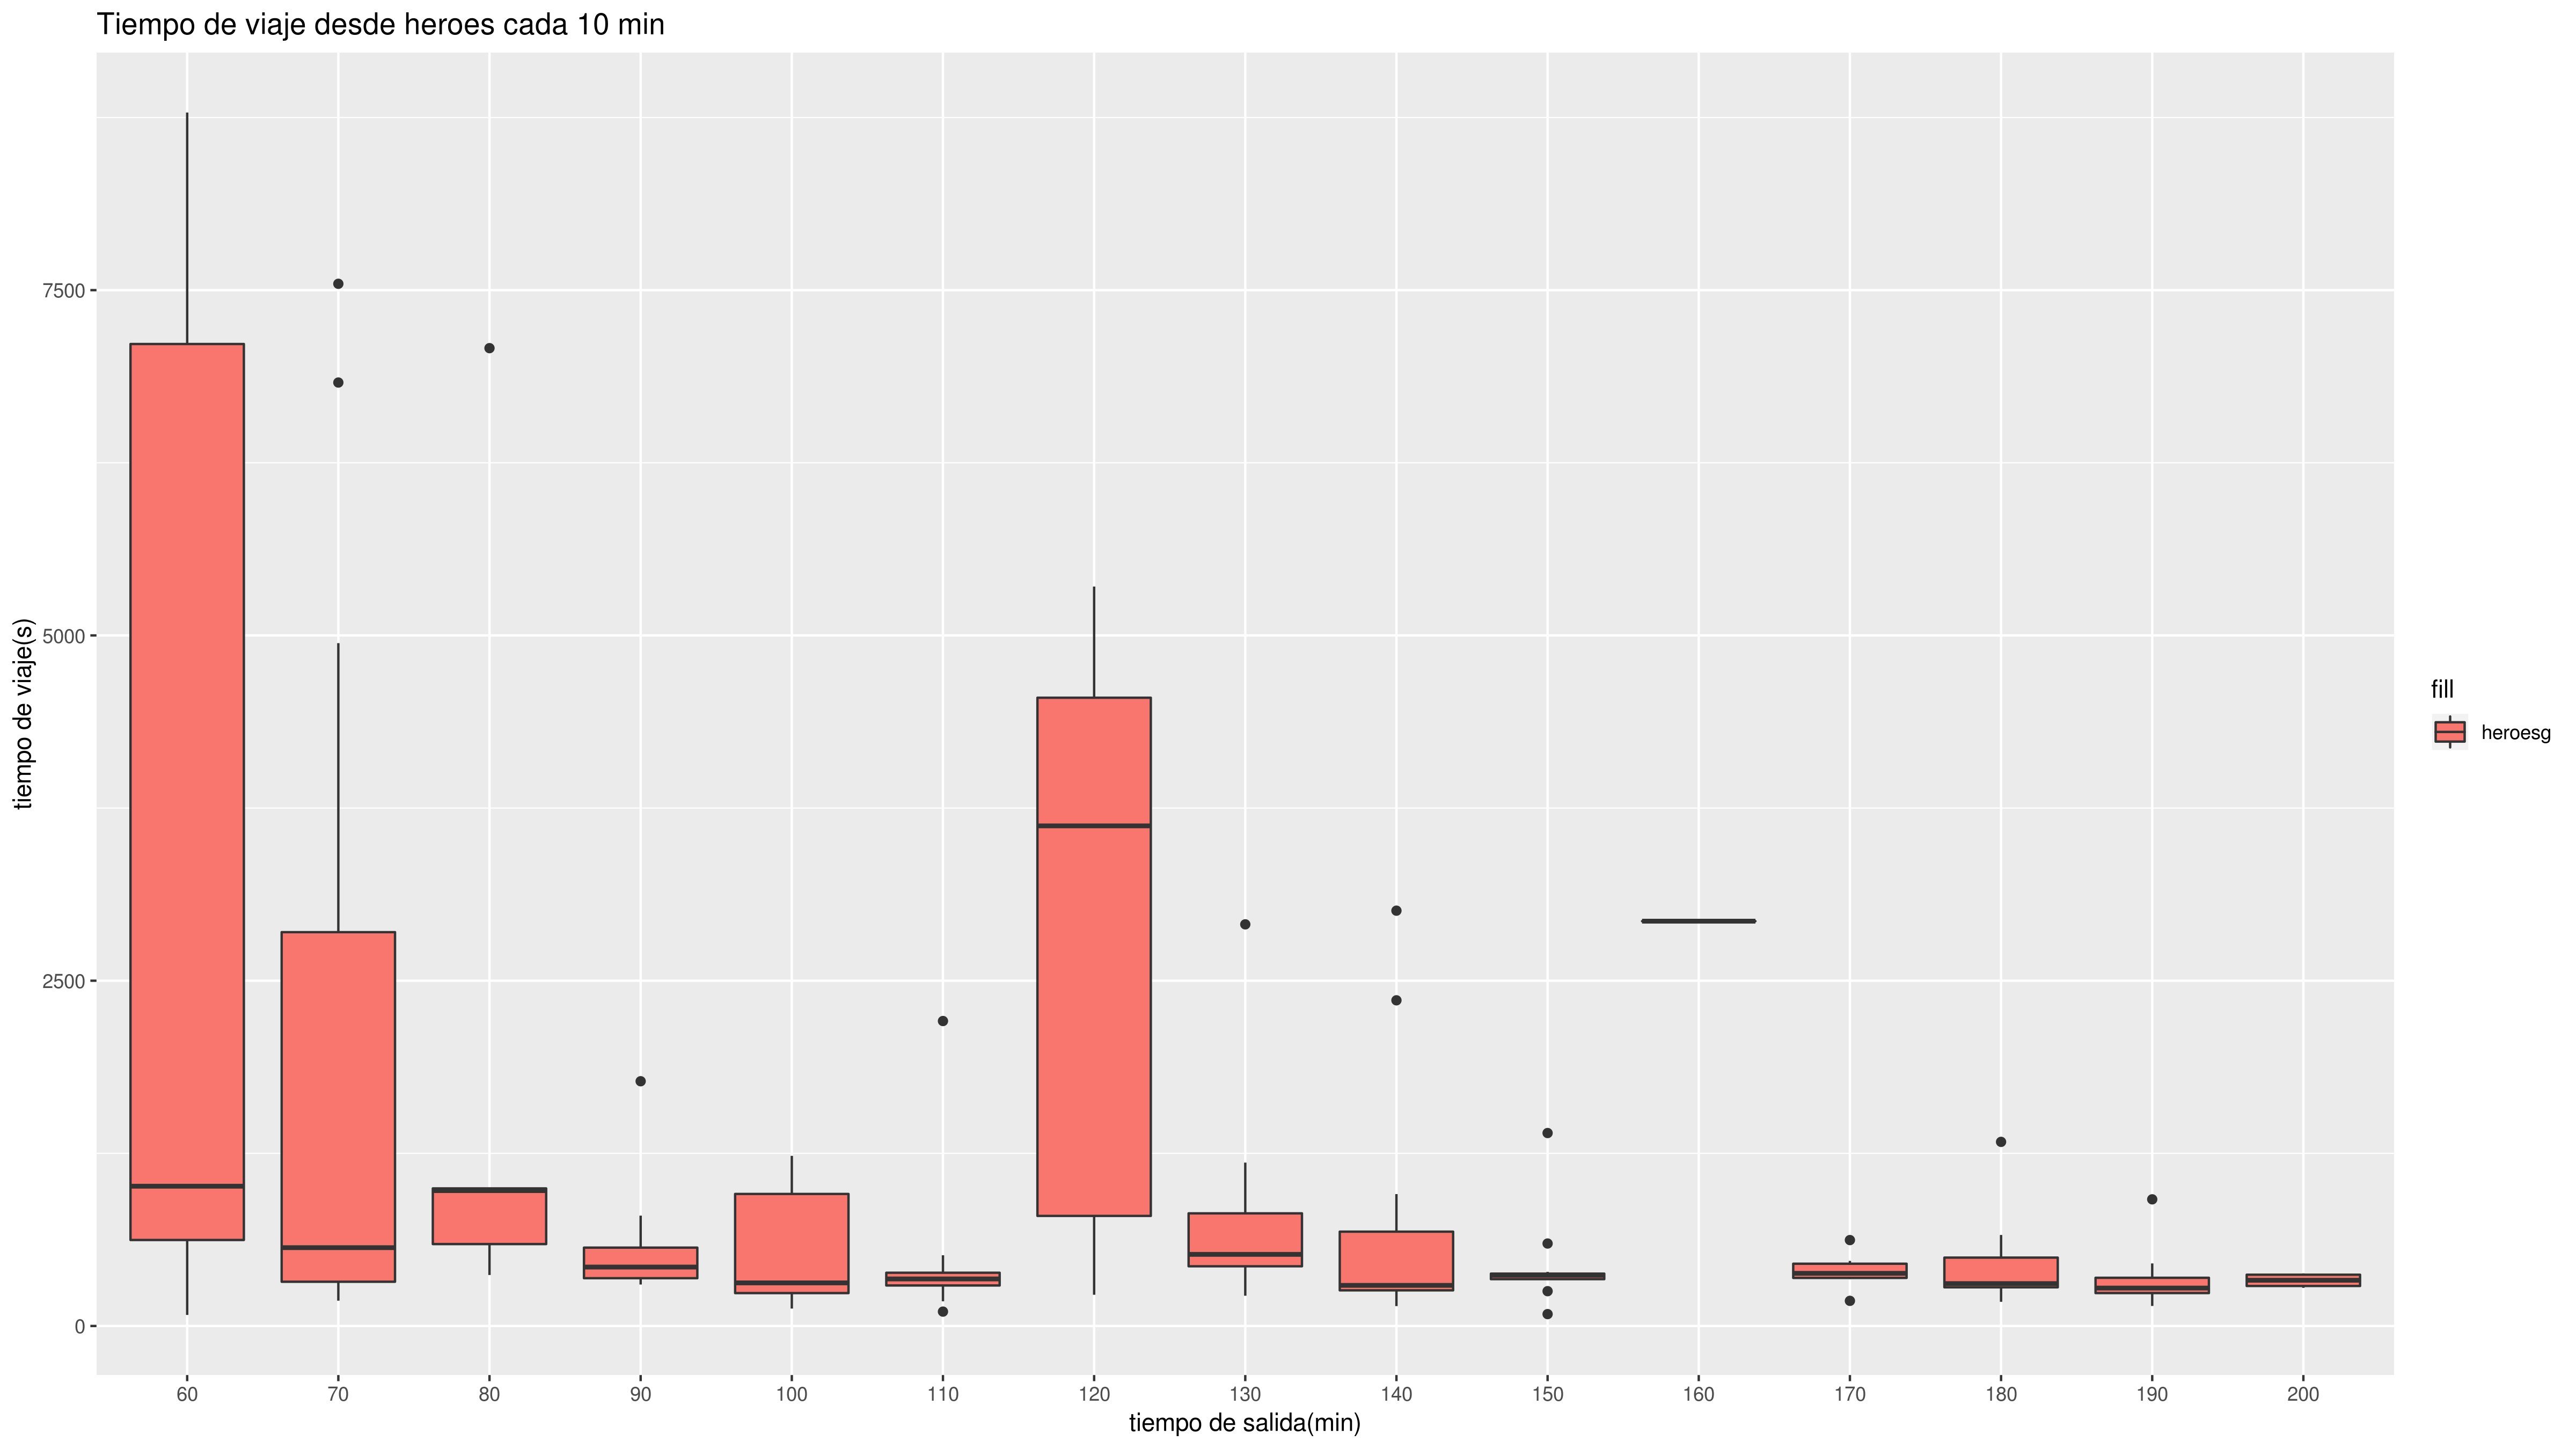 Tiempo de viaje desde heroes cada 10 min
tiempo de viaje(s)
7500
5000
2500
0
60 70 80 90 100 110 120 130 140 150 160 170 180 190 200
tiempo de salida(min)
fill
heroesg